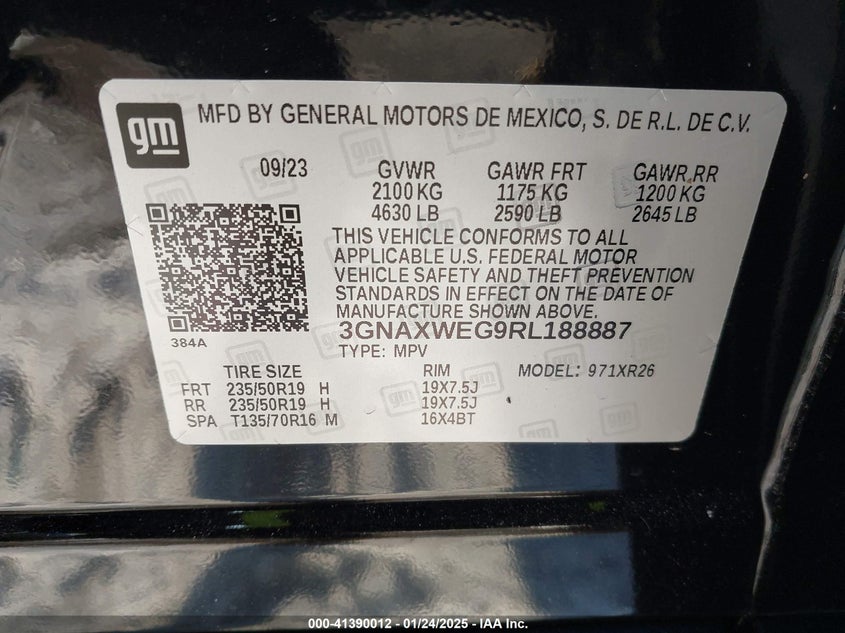 gm
MFD BY GENERAL MOTORS DE MEXICO, S. DE R.L. DE C.V.
09/23 GVWR GAWR FRT GAWR RR
2100 KG 1175 KG 1200 KG
4630 LB 2590 LB 2645 LB
THIS VEHICLE CONFORMS TO ALL
APPLICABLE U.S. FEDERAL MOTOR
VEHICLE SAFETY AND THEFT PREVENTION
STANDARDS IN EFFECT ON THE DATE OF
MANUFACTURE SHOWN ABOVE.
3GNAXWEG9RL188887
384A
TYPE: MPV MODEL: 971XR26
TIRE SIZE RIM
FRT 235/50R19 H 19X7.5J
RR 235/50R19 H 19X7.5J
SPA T135/70R16 M 16X4BT
000-41390012 - 01/24/2025 - IAA Inc.